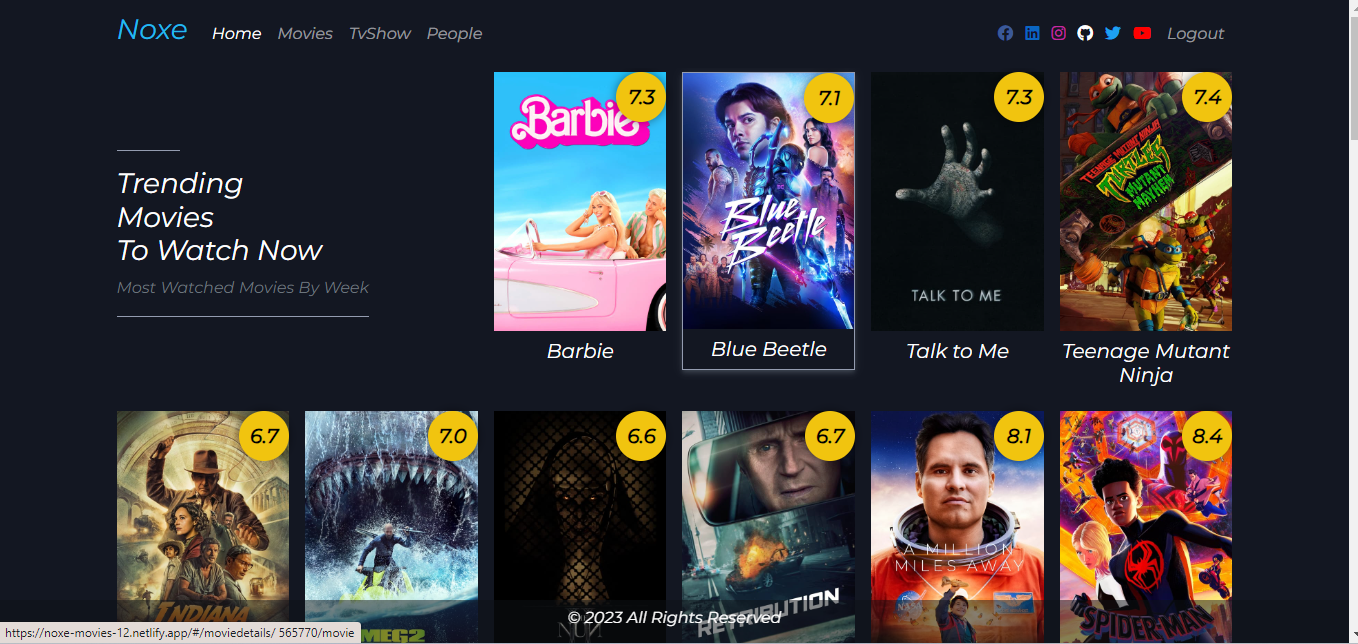 Noxe
Home Movies TvShow People
Logout
7.3
7.1
7.3
7.4
Barbie
Blue
Beetle
TALK TO ME
TEENAGE MUTANT NINJA
TURTLES
MUTANT
MAYHEM
Trending
Movies
To Watch Now
Most Watched Movies By Week
Barbie
Blue Beetle
Talk to Me
Teenage Mutant
Ninja
6.7
7.0
6.6
6.7
8.1
8.4
A MILLION
MILES AWAY
NASA
INDIANA
MEG2
NUN
RETRIBUTION
SPIDER-MAN
© 2023 All Rights Reserved
https://noxe-movies-12.netlify.app/#/moviedetails/ 565770/movie